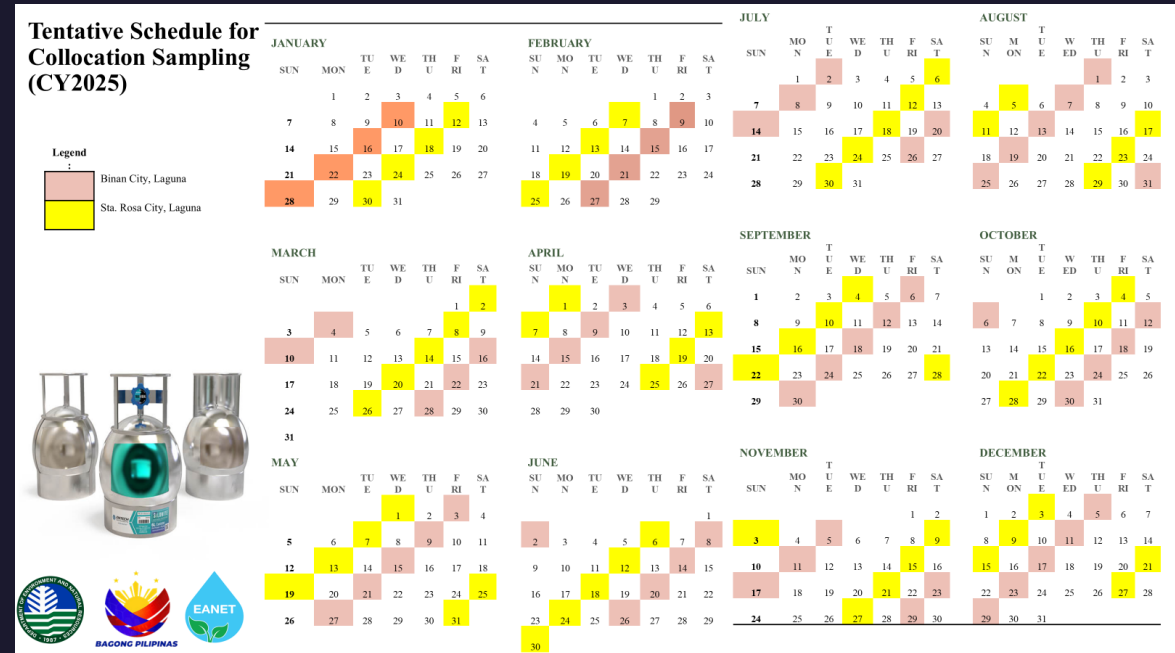 Tentative Schedule for
Collocation Sampling
(CY2025)
Legend
:
Binan City, Laguna
Sta. Rosa City, Laguna
JANUARY
TU WE TH F SA
SUN MON E D U RI T
1 2 3 4 5 6
7 8 9 10 11 12 13
14 15 16 17 18 19 20
21 22 23 24 25 26 27
28 29 30 31
FEBRUARY
SU MO TU WE TH F SA
N N E D U RI T
1 2 3
4 5 6 7 8 9 10
11 12 13 14 15 16 17
18 19 20 21 22 23 24
25 26 27 28 29
MARCH
TU WE TH F SA
SUN MON E D U RI T
1 2
3 4 5 6 7 8 9
10 11 12 13 14 15 16
17 18 19 20 21 22 23
24 25 26 27 28 29 30
31
APRIL
SU MO TU WE TH F SA
N N E D U RI T
1 2 3 4 5 6
7 8 9 10 11 12 13
14 15 16 17 18 19 20
21 22 23 24 25 26 27
28 29 30
MAY
TU WE TH F SA
SUN MON E D U RI T
1 2 3 4
5 6 7 8 9 10 11
12 13 14 15 16 17 18
19 20 21 22 23 24 25
26 27 28 29 30 31
JUNE
SU MO TU WE TH F SA
N N E D U RI T
1
2 3 4 5 6 7 8
9 10 11 12 13 14 15
16 17 18 19 20 21 22
23 24 25 26 27 28 29
30
JULY
T
MO U WE TH F SA
SUN N E D U RI T
1 2 3 4 5 6
7 8 9 10 11 12 13
14 15 16 17 18 19 20
21 22 23 24 25 26 27
28 29 30 31
AUGUST
T
SU M U W TH F SA
N ON E ED U RI T
1 2 3
4 5 6 7 8 9 10
11 12 13 14 15 16 17
18 19 20 21 22 23 24
25 26 27 28 29 30 31
SEPTEMBER
T
MO U WE TH F SA
SUN N E D U RI T
1 2 3 4 5 6 7
8 9 10 11 12 13 14
15 16 17 18 19 20 21
22 23 24 25 26 27 28
29 30
OCTOBER
T
SU M U W TH F SA
N ON E ED U RI T
1 2 3 4 5
6 7 8 9 10 11 12
13 14 15 16 17 18 19
20 21 22 23 24 25 26
27 28 29 30 31
NOVEMBER
T
MO U WE TH F SA
SUN N E D U RI T
1 2
3 4 5 6 7 8 9
10 11 12 13 14 15 16
17 18 19 20 21 22 23
24 25 26 27 28 29 30
DECEMBER
T
SU M U W TH F SA
N ON E ED U RI T
1 2 3 4 5 6 7
8 9 10 11 12 13 14
15 16 17 18 19 20 21
22 23 24 25 26 27 28
29 30 31
DEPARTMENT OF ENVIRONMENT AND NATURAL RESOURCES
1987
BAGONG PILIPINAS
EANET